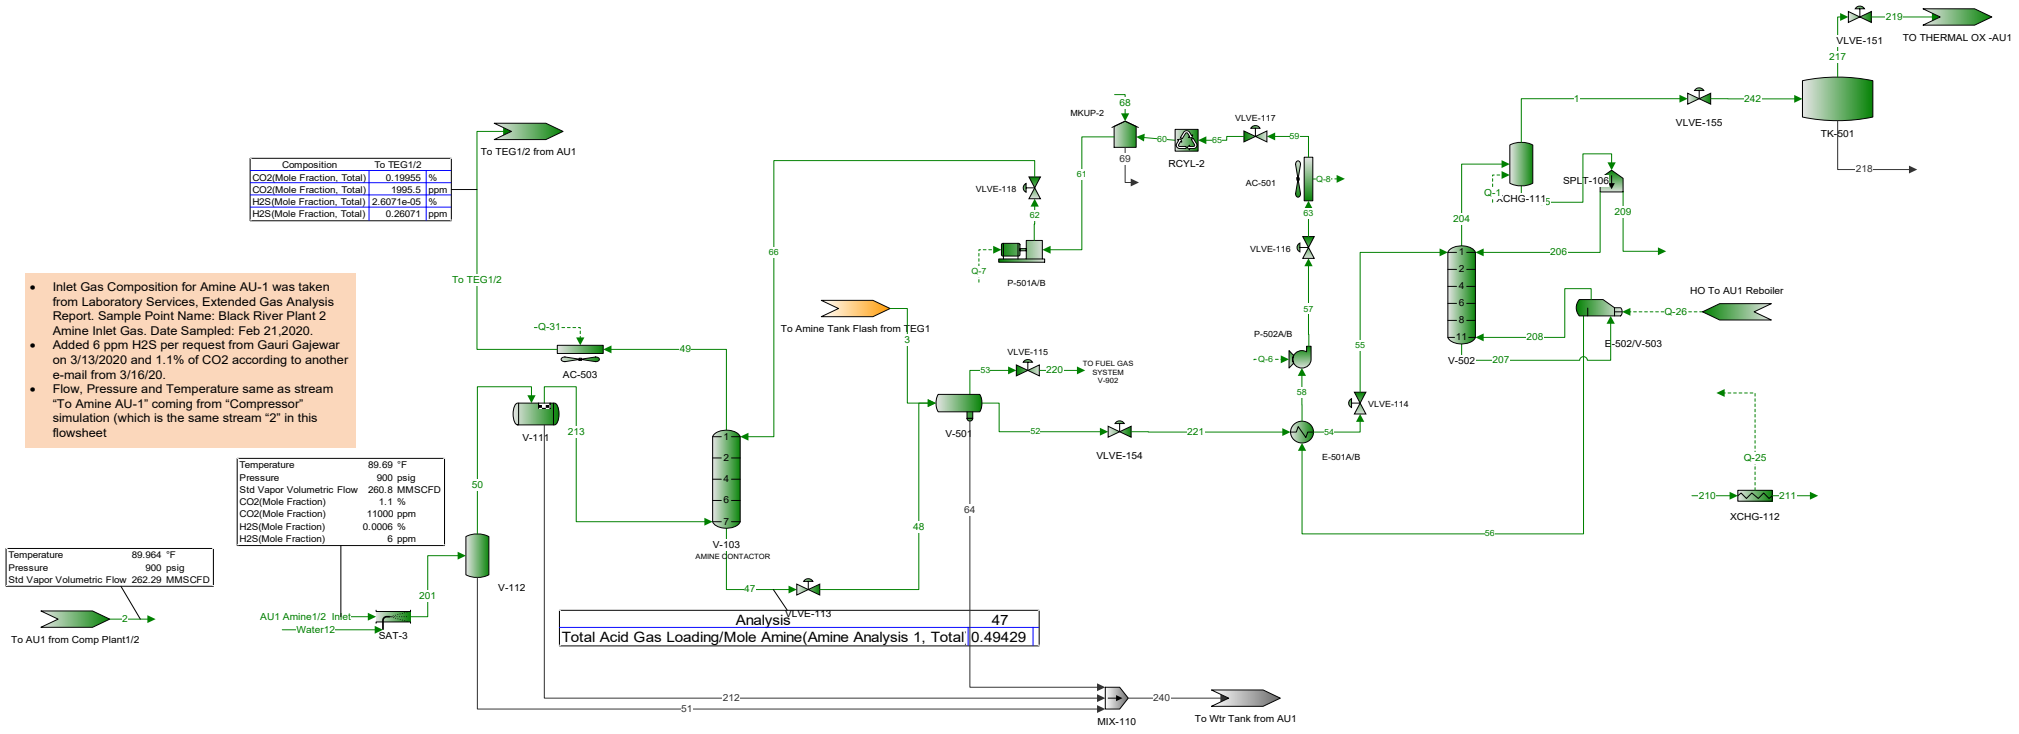 219
VLVE-151
TO THERMAL OX -AU1
217
1
242
VLVE-155
TK-501
218
68
MKUP-2
VLVE-117
60
65
59
RCYL-2
69
61
AC-501
Q-8
63
To TEG1/2 from AU1
Composition To TEG1/2
CO2(Mole Fraction, Total) 0.19955 %
CO2(Mole Fraction, Total) 1995.5 ppm
H2S(Mole Fraction, Total) 2.6071e-05 %
H2S(Mole Fraction, Total) 0.26071 ppm
VLVE-118
62
66
Q-7
P-501A/B
VLVE-116
57
SPLT-106
Q-1
CHG-111
5
209
204
206
1
2
4
6
8
11
V-502
208
207
HO To AU1 Reboiler
Q-26
E-502/V-503
To TEG1/2
• Inlet Gas Composition for Amine AU-1 was taken
from Laboratory Services, Extended Gas Analysis
Report. Sample Point Name: Black River Plant 2
Amine Inlet Gas. Date Sampled: Feb 21,2020.
• Added 6 ppm H2S per request from Gauri Gajewar
on 3/13/2020 and 1.1% of CO2 according to another
e-mail from 3/16/20.
• Flow, Pressure and Temperature same as stream
“To Amine AU-1” coming from “Compressor”
simulation (which is the same stream “2” in this
flowsheet
To Amine Tank Flash from TEG1
3
Q-31
49
AC-503
P-502A/B
Q-6
55
58
VLVE-115
53
220
TO FUEL GAS
SYSTEM
V-902
VLVE-114
V-111
213
V-501
52
VLVE-154
221
54
E-501A/B
1
2
4
6
7
V-103
AMINE CONTACTOR
Temperature 89.69 °F
Pressure 900 psig
Std Vapor Volumetric Flow 260.8 MMSCFD
CO2(Mole Fraction) 1.1 %
CO2(Mole Fraction) 11000 ppm
H2S(Mole Fraction) 0.0006 %
H2S(Mole Fraction) 6 ppm
50
Q-25
210
211
XCHG-112
64
48
56
Temperature 89.964 °F
Pressure 900 psig
Std Vapor Volumetric Flow 262.29 MMSCFD
V-112
201
47
VLVE-113
AU1 Amine1/2 Inlet
Water12
SAT-3
2
To AU1 from Comp Plant1/2
Analysis 47
Total Acid Gas Loading/Mole Amine(Amine Analysis 1, Total 0.49429
212
51
240
MIX-110
To Wtr Tank from AU1